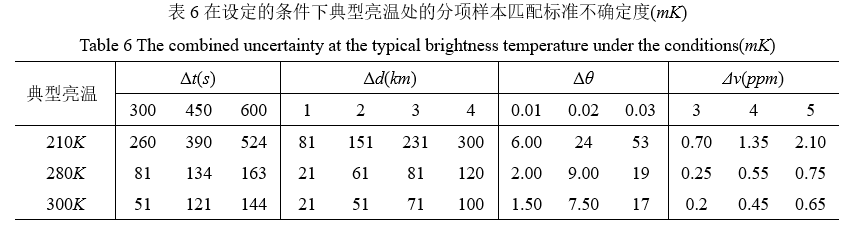 表 6 在设定的条件下典型亮温处的分项样本匹配标准不确定度(mK)
Table 6 The combined uncertainty at the typical brightness temperature under the conditions(mK)
典型亮温 Δt(s) Δd(km) Δθ Δν(ppm)
300 450 600 1 2 3 4 0.01 0.02 0.03 3 4 5
210K 260 390 524 81 151 231 300 6.00 24 53 0.70 1.35 2.10
280K 81 134 163 21 61 81 120 2.00 9.00 19 0.25 0.55 0.75
300K 51 121 144 21 51 71 100 1.50 7.50 17 0.2 0.45 0.65